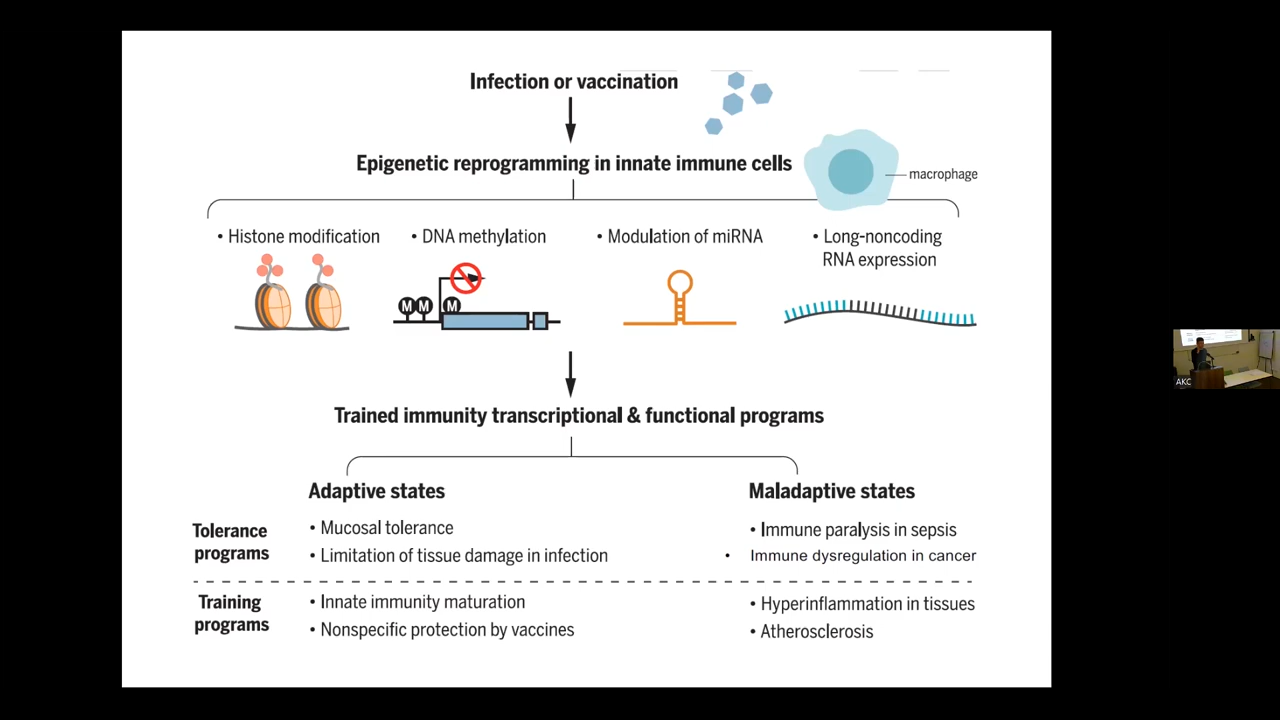 Infection or vaccination
Epigenetic reprogramming in innate immune cells
macrophage
• Histone modification
• DNA methylation
• Modulation of miRNA
• Long-noncoding
RNA expression
M M M
Trained immunity transcriptional & functional programs
Adaptive states
Maladaptive states
Tolerance
programs
• Mucosal tolerance
• Limitation of tissue damage in infection
• Immune paralysis in sepsis
• Immune dysregulation in cancer
Training
programs
• Innate immunity maturation
• Nonspecific protection by vaccines
• Hyperinflammation in tissues
• Atherosclerosis
AKC